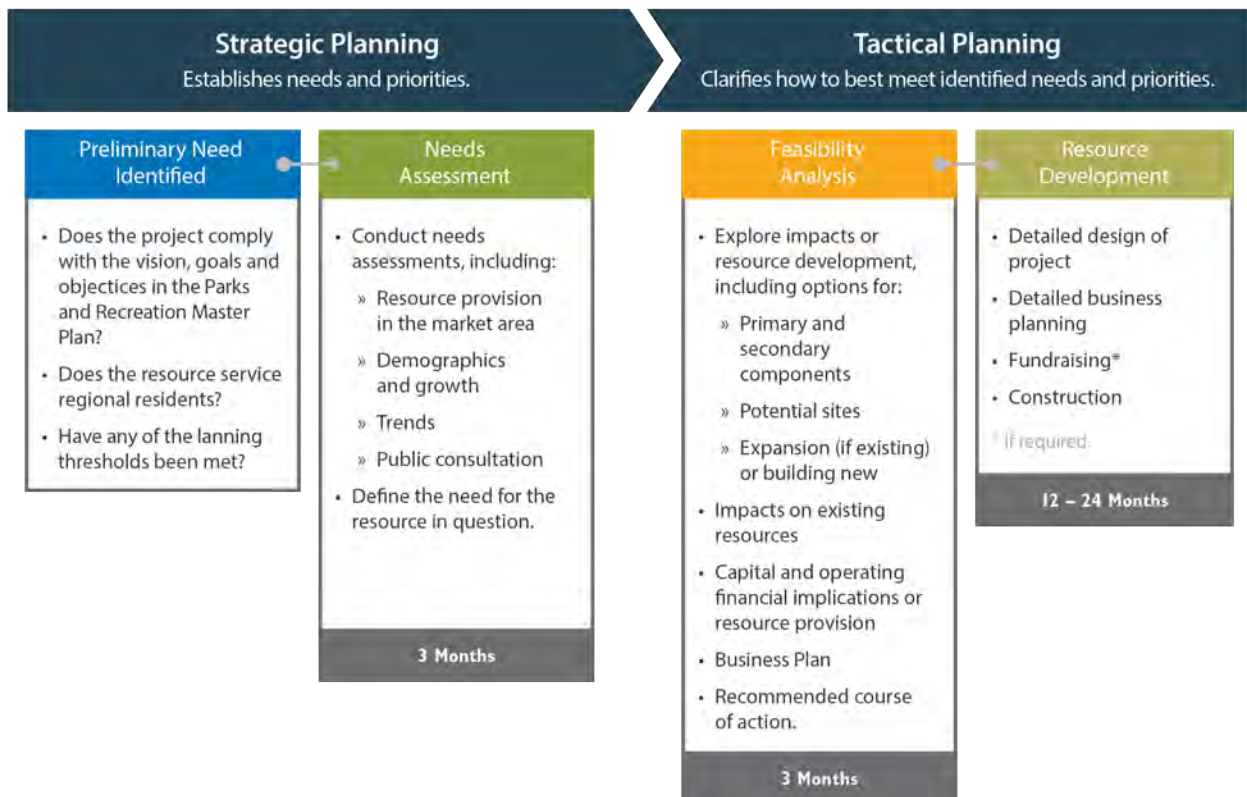 Strategic Planning
Establishes needs and priorities.
Tactical Planning
Clarifies how to best meet identified needs and priorities.
Preliminary Need
Identified
• Does the project comply
with the vision, goals and
objectices in the Parks
and Recreation Master
Plan?
• Does the resource service
regional residents?
• Have any of the lanning
thresholds been met?
Needs
Assessment
• Conduct needs
assessments, including:
» Resource provision
in the market area
» Demographics
and growth
» Trends
» Public consultation
• Define the need for the
resource in question.
3 Months
Feasibility
Analysis
• Explore impacts or
resource development,
including options for:
» Primary and
secondary
components
» Potential sites
» Expansion (if existing)
or building new
• Impacts on existing
resources
• Capital and operating
financial implications or
resource provision
• Business Plan
• Recommended course
of action.
3 Months
Resource
Development
• Detailed design of
project
• Detailed business
planning
• Fundraising*
• Construction
* If required.
12 – 24 Months